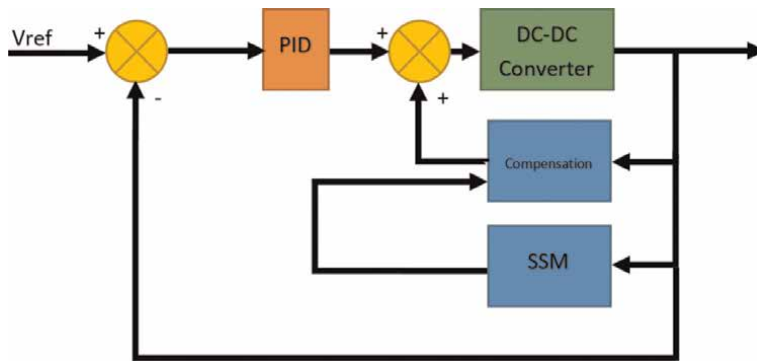 Vref
+
-
PID
+
+
DC-DC
Converter
Compensation
SSM